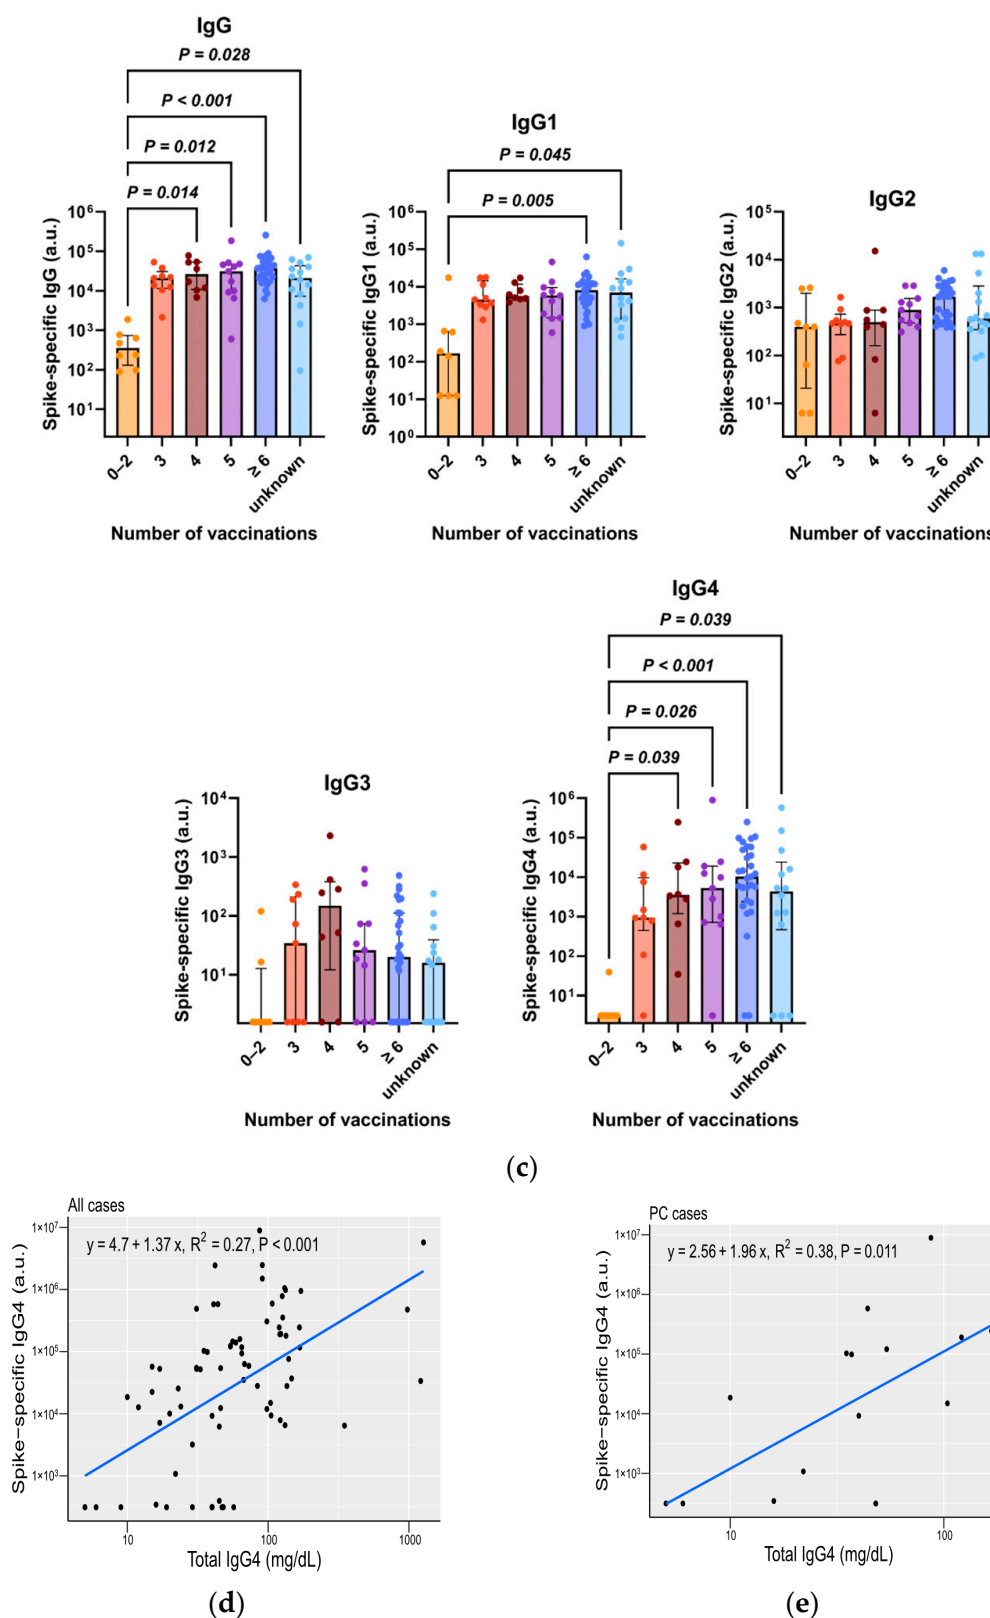 IgG
P = 0.028
P < 0.001
P = 0.012
P = 0.014
Spike-specific IgG (a.u.)
10⁶
10⁵
10⁴
10³
10²
10¹
0–2
3
4
5
≥ 6
unknown
Number of vaccinations
IgG1
P = 0.045
P = 0.005
Spike-specific IgG1 (a.u.)
10⁶
10⁵
10⁴
10³
10²
10¹
10⁰
0–2
3
4
5
≥ 6
unknown
Number of vaccinations
IgG2
Spike-specific IgG2 (a.u.)
10⁵
10⁴
10³
10²
10¹
0–2
3
4
5
≥ 6
unknown
Number of vaccinations
IgG3
Spike-specific IgG3 (a.u.)
10⁴
10³
10²
10¹
0–2
3
4
5
≥ 6
unknown
Number of vaccinations
IgG4
P = 0.039
P < 0.001
P = 0.026
P = 0.039
Spike-specific IgG4 (a.u.)
10⁶
10⁵
10⁴
10³
10²
10¹
0–2
3
4
5
≥ 6
unknown
Number of vaccinations
(c)
All cases
y = 4.7 + 1.37 x, R² = 0.27, P < 0.001
Spike−specific IgG4 (a.u.)
1×10⁷
1×10⁶
1×10⁵
1×10⁴
1×10³
10
100
1000
Total IgG4 (mg/dL)
(d)
PC cases
y = 2.56 + 1.96 x, R² = 0.38, P = 0.011
Spike−specific IgG4 (a.u.)
1×10⁷
1×10⁶
1×10⁵
1×10⁴
1×10³
10
100
Total IgG4 (mg/dL)
(e)